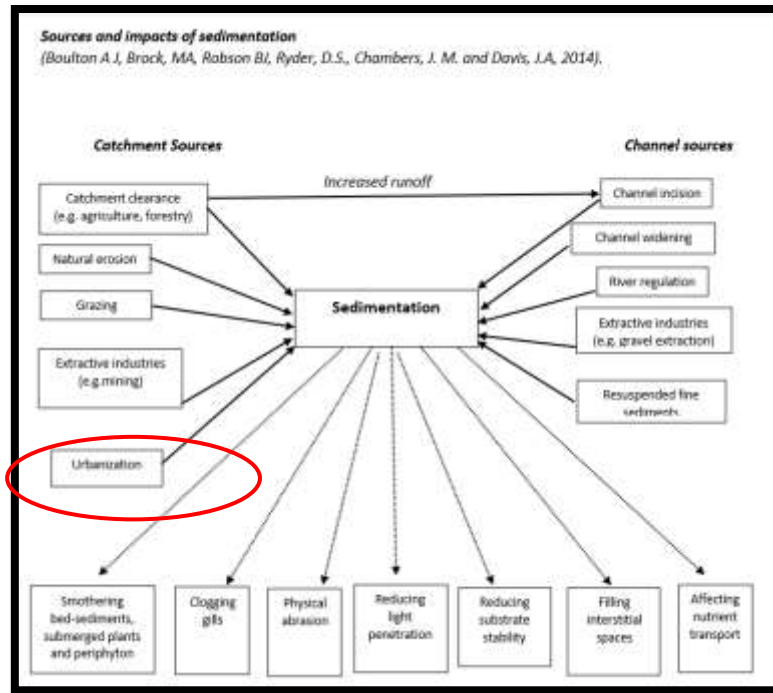 Sources and impacts of sedimentation
(Boulton A J, Brock, MA, Robson BJ, Ryder, D.S., Chambers, J. M. and Davis, J.A, 2014).
Catchment Sources
Channel sources
Increased runoff
Catchment clearance
(e.g. agriculture, forestry)
Channel incision
Natural erosion
Channel widening
Grazing
River regulation
Sedimentation
Extractive industries
(e.g. gravel extraction)
Extractive industries
(e.g.mining)
Resuspended fine
sediments
Urbanization
Smothering
bed-sediments,
submerged plants
and periphyton
Clogging
gills
Physical
abrasion
Reducing
light
penetration
Reducing
substrate
stability
Filling
interstitial
spaces
Affecting
nutrient
transport